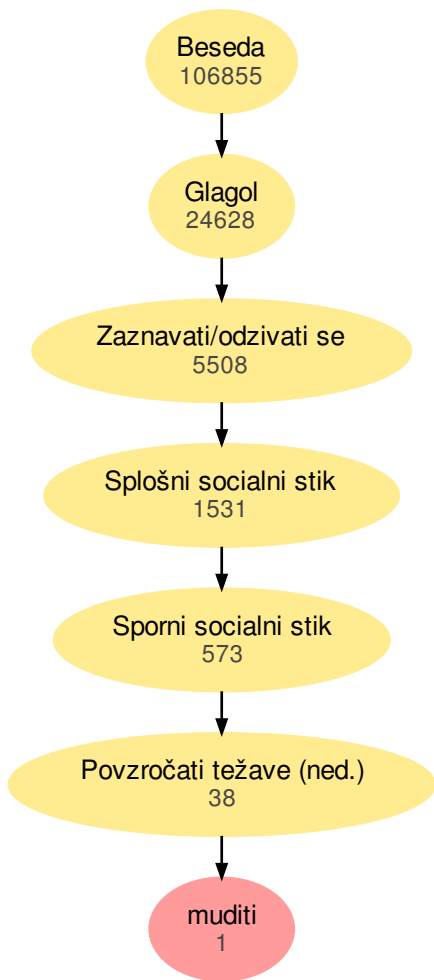 Beseda
106855
Glagol
24628
Zaznavati/odzivati se
5508
Splošni socialni stik
1531
Sporni socialni stik
573
Povzročati težave (ned.)
38
muditi
1